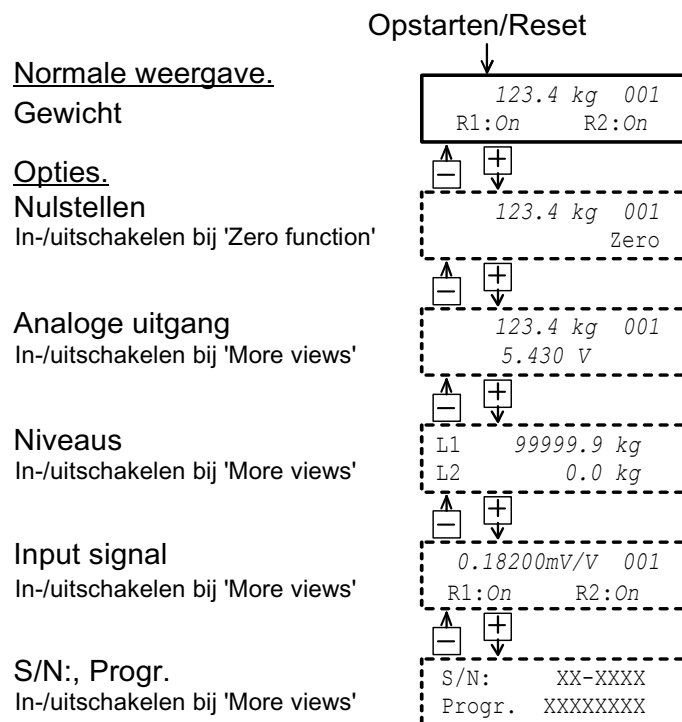 Opstarten/Reset
Normale weergave.
Gewicht
123.4 kg 001
R1:On R2:On
− +
Opties.
Nulstellen
In-/uitschakelen bij 'Zero function'
123.4 kg 001
Zero
− +
Analoge uitgang
In-/uitschakelen bij 'More views'
123.4 kg 001
5.430 V
− +
Niveaus
In-/uitschakelen bij 'More views'
L1 99999.9 kg
L2 0.0 kg
− +
Input signal
In-/uitschakelen bij 'More views'
0.18200mV/V 001
R1:On R2:On
− +
S/N:, Progr.
In-/uitschakelen bij 'More views'
S/N: XX-XXXX
Progr. XXXXXXXX